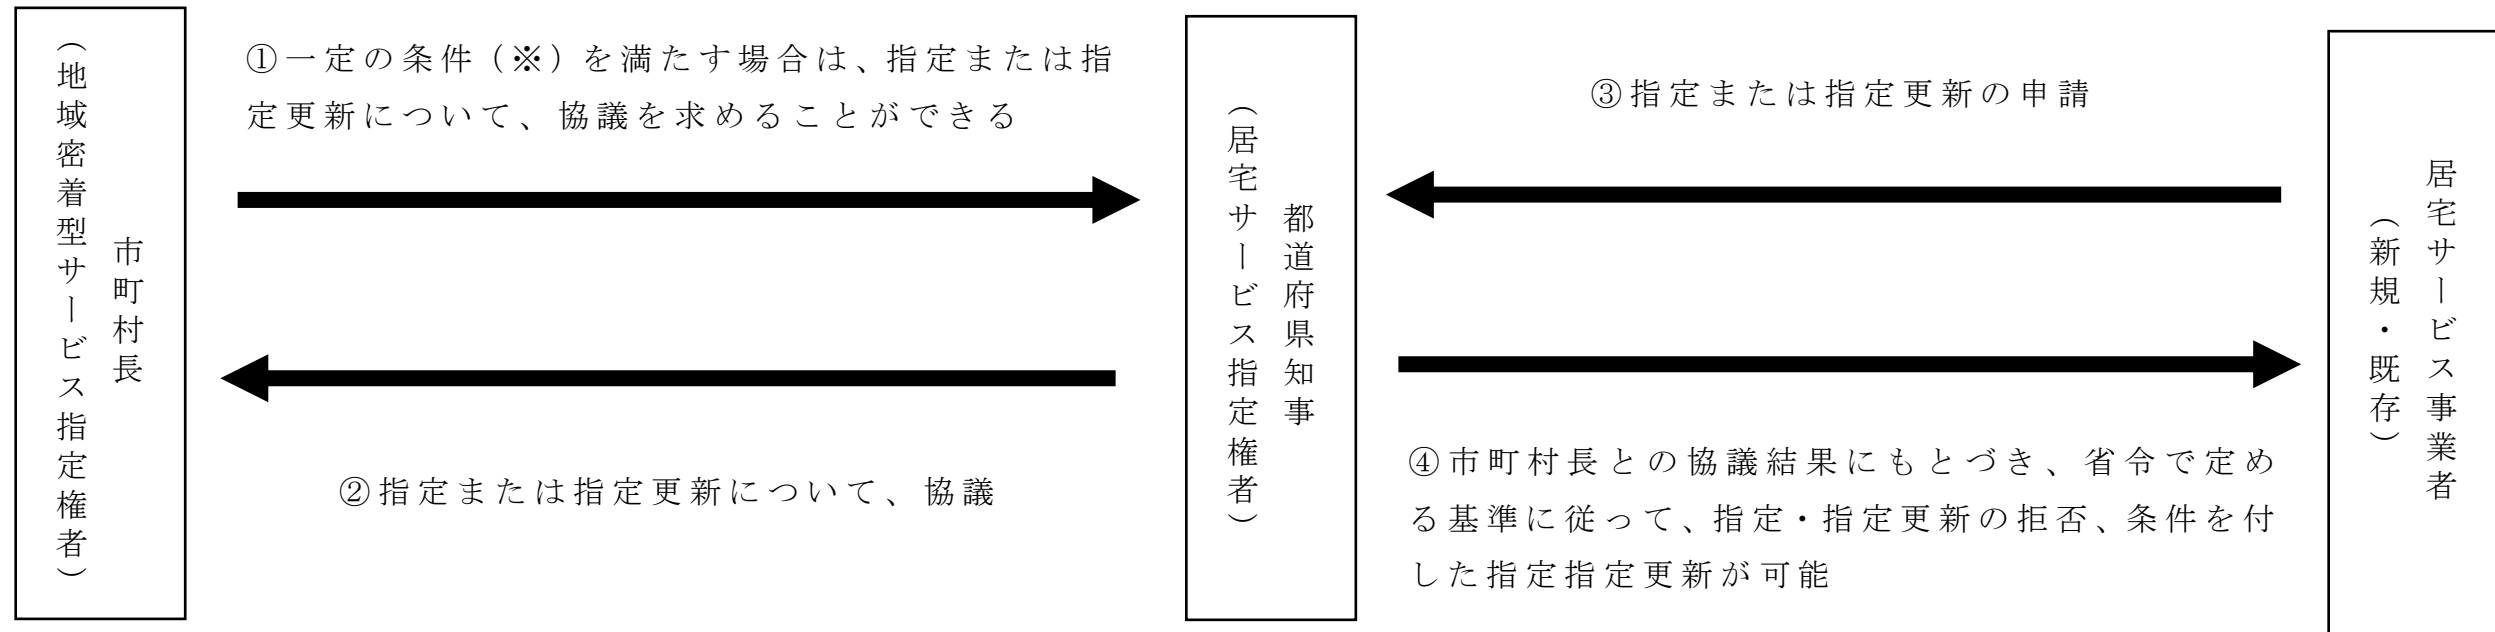 市町村長
（地域密着型サービス指定権者）
①一定の条件（※）を満たす場合は、指定または指
定更新について、協議を求めることができる
②指定または指定更新について、協議
都道府県知事
（居宅サービス指定権者）
③指定または指定更新の申請
④市町村長との協議結果にもとづき、省令で定め
る基準に従って、指定・指定更新の拒否、条件を付
した指定指定更新が可能
居宅サービス事業者
（新規・既存）